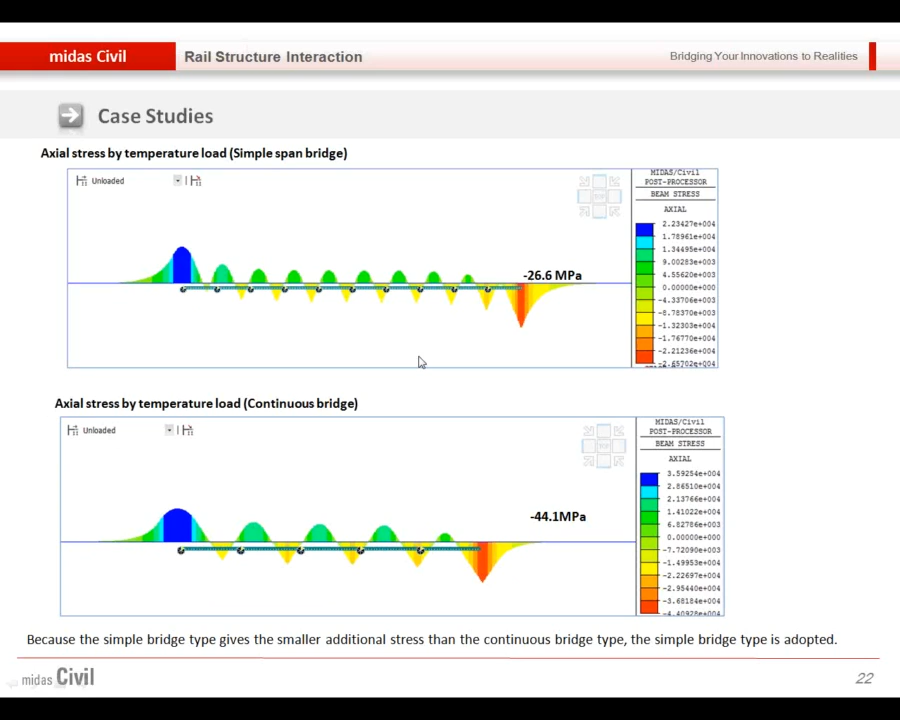 midas Civil
Rail Structure Interaction
Bridging Your Innovations to Realities
Case Studies
Axial stress by temperature load (Simple span bridge)
Unloaded
-26.6 MPa
MIDAS/Civil
POST-PROCESSOR
BEAM STRESS
AXIAL
2.23427e+004
1.78961e+004
1.34495e+004
9.00283e+003
4.55620e+003
0.00000e+000
-4.33706e+003
-8.78370e+003
-1.32303e+004
-1.76770e+004
-2.21236e+004
-2.65702e+004
Axial stress by temperature load (Continuous bridge)
Unloaded
-44.1MPa
MIDAS/Civil
POST-PROCESSOR
BEAM STRESS
AXIAL
3.59254e+004
2.86510e+004
2.13766e+004
1.41022e+004
6.82786e+003
0.00000e+000
-7.72090e+003
-1.49953e+004
-2.22697e+004
-2.95440e+004
-3.68184e+004
-4.40928e+004
Because the simple bridge type gives the smaller additional stress than the continuous bridge type, the simple bridge type is adopted.
midas Civil
22